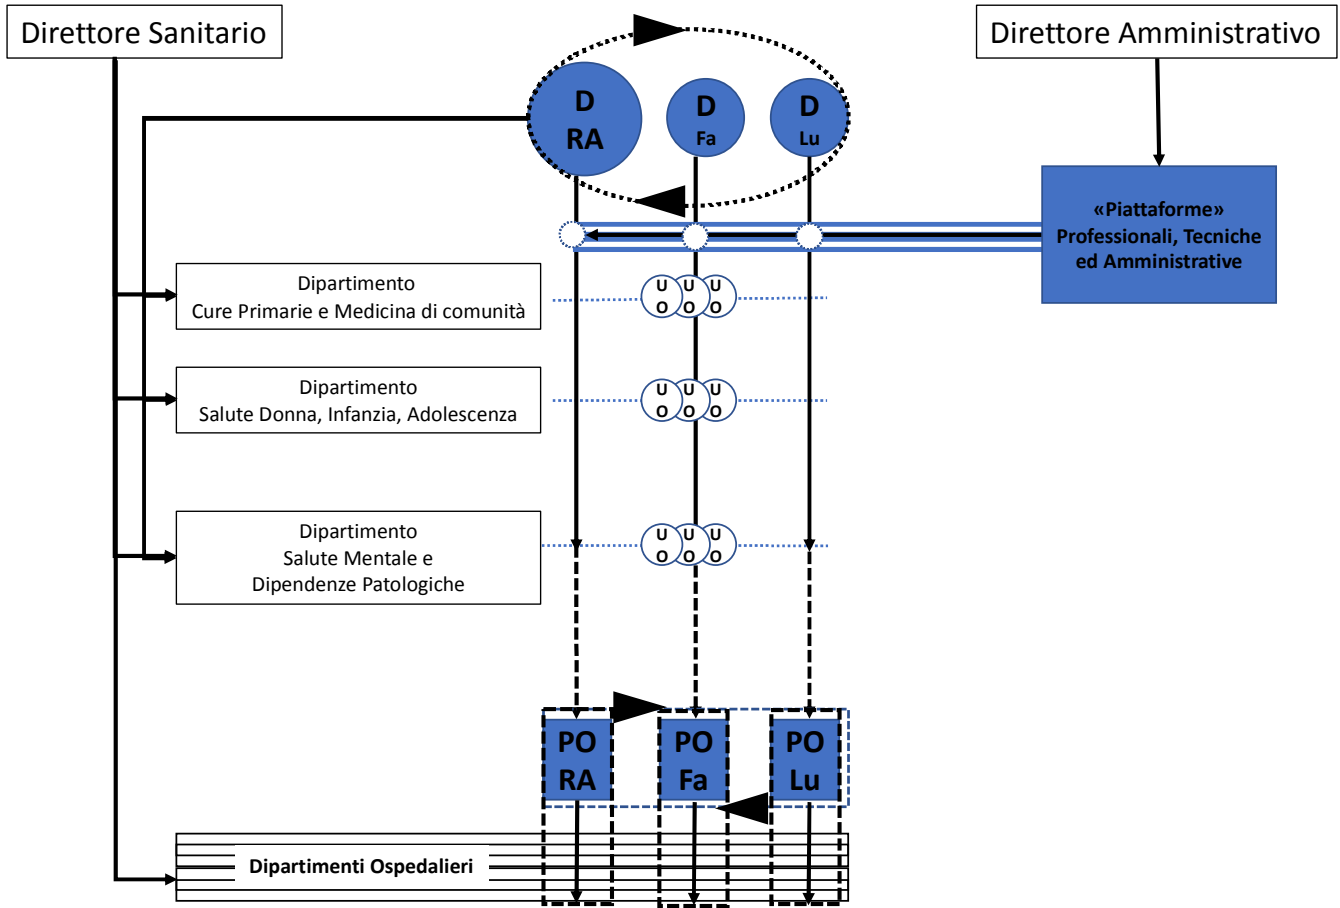 Direttore Sanitario
Direttore Amministrativo
D
RA
D
Fa
D
Lu
«Piattaforme»
Professionali, Tecniche
ed Amministrative
Dipartimento
Cure Primarie e Medicina di comunità
U U U
O O O
Dipartimento
Salute Donna, Infanzia, Adolescenza
U U U
O O O
Dipartimento
Salute Mentale e
Dipendenze Patologiche
U U U
O O O
PO
RA
PO
Fa
PO
Lu
Dipartimenti Ospedalieri